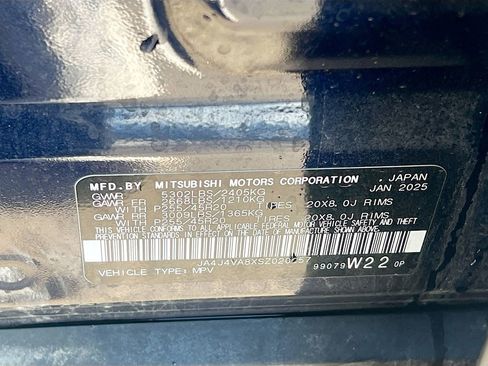 MFD.BY MITSUBISHI MOTORS CORPORATION, JAPAN
GVWR 5302LBS/2405KG JAN 2025
GAWR FR 2668LBS/1210KG
WITH P255/45R20 TIRES 20X8.0J RIMS
GAWR RR 3009LBS/1365KG
WITH P255/45R20 TIRES 20X8.0J RIMS
THIS VEHICLE CONFORMS TO ALL APPLICABLE FEDERAL MOTOR
VEHICLE SAFETY BUMPER AND THEFT PREVENTION STANDARDS IN
EFFECT ON THE DATE OF MANUFACTURE SHOWN ABOVE.
VEHICLE TYPE:MPV
99079 W22 0P